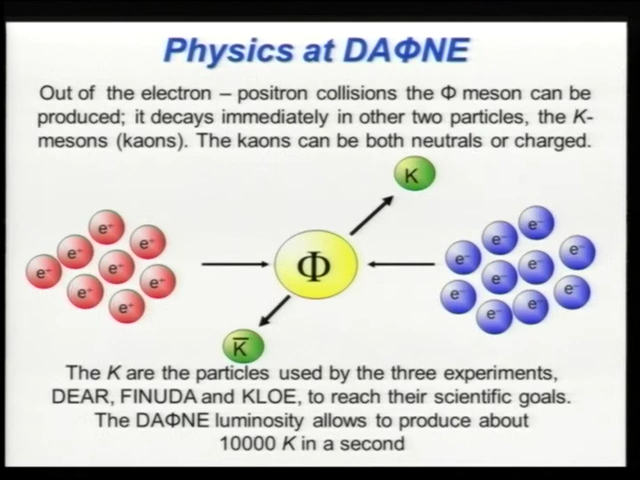 Physics at DAΦNE
Out of the electron – positron collisions the Φ meson can be
produced; it decays immediately in other two particles, the K-
mesons (kaons). The kaons can be both neutrals or charged.
K
e⁺ e⁺ e⁺ e⁺ e⁺ e⁺ e⁺ e⁺
Φ
e⁻ e⁻ e⁻ e⁻ e⁻ e⁻ e⁻ e⁻ e⁻ e⁻
K̅
The K are the particles used by the three experiments,
DEAR, FINUDA and KLOE, to reach their scientific goals.
The DAΦNE luminosity allows to produce about
10000 K in a second